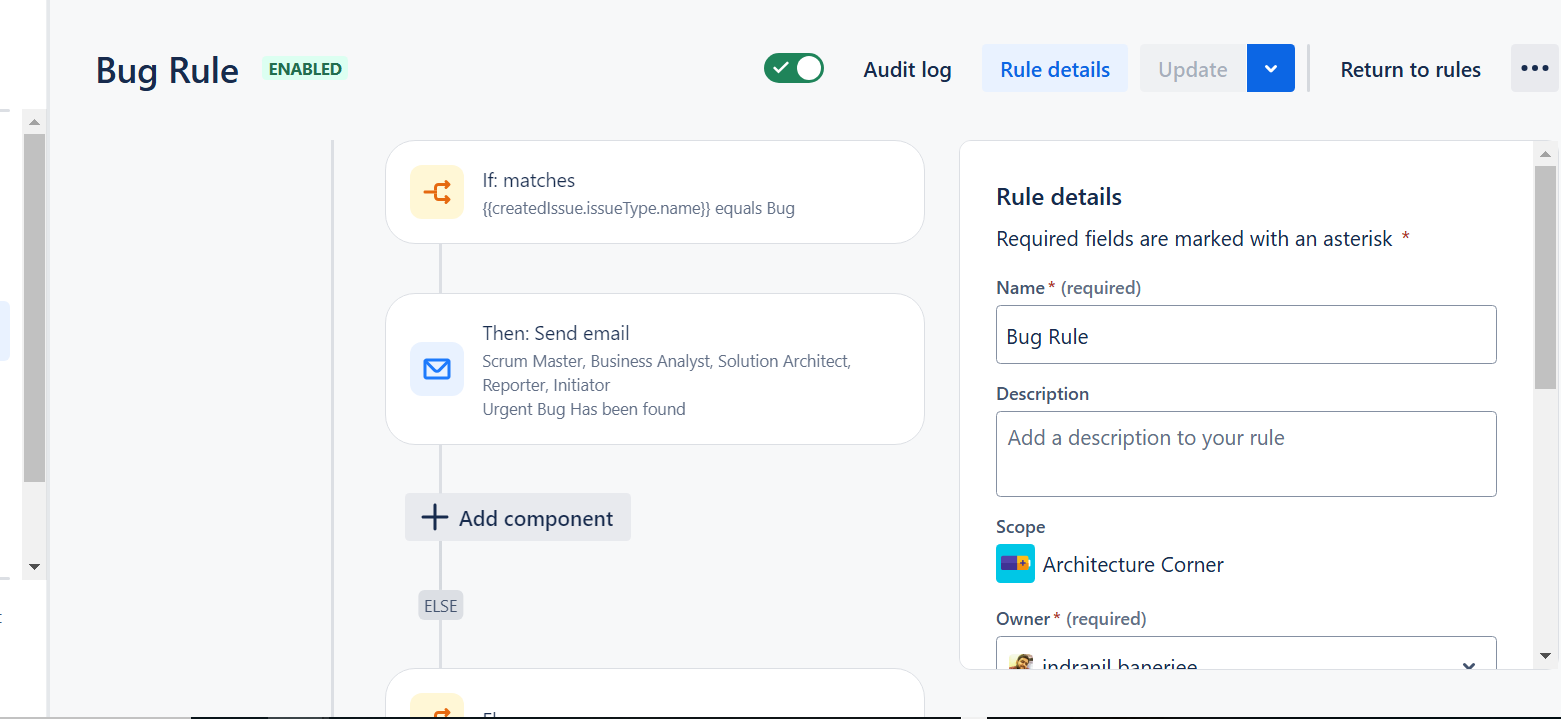 Bug Rule
ENABLED
Audit log
Rule details
Update
Return to rules
If: matches
{{createdIssue.issueType.name}} equals Bug
Then: Send email
Scrum Master, Business Analyst, Solution Architect,
Reporter, Initiator
Urgent Bug Has been found
Add component
ELSE
Rule details
Required fields are marked with an asterisk *
Name* (required)
Bug Rule
Description
Add a description to your rule
Scope
Architecture Corner
Owner* (required)
indranil banerjee